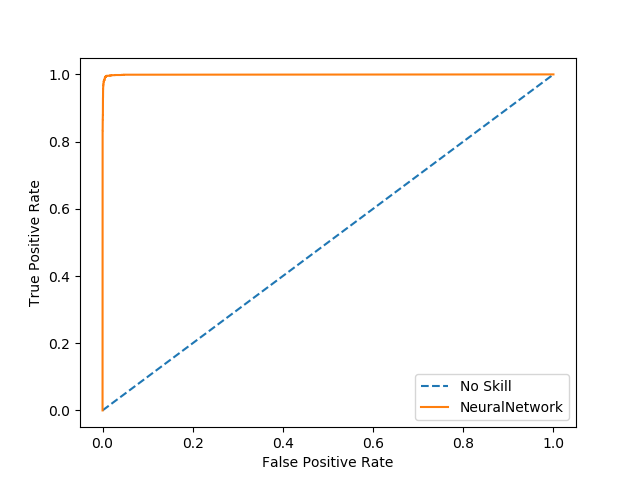 1.0
0.8
0.6
0.4
0.2
0.0
True Positive Rate
No Skill
NeuralNetwork
0.0 0.2 0.4 0.6 0.8 1.0
False Positive Rate